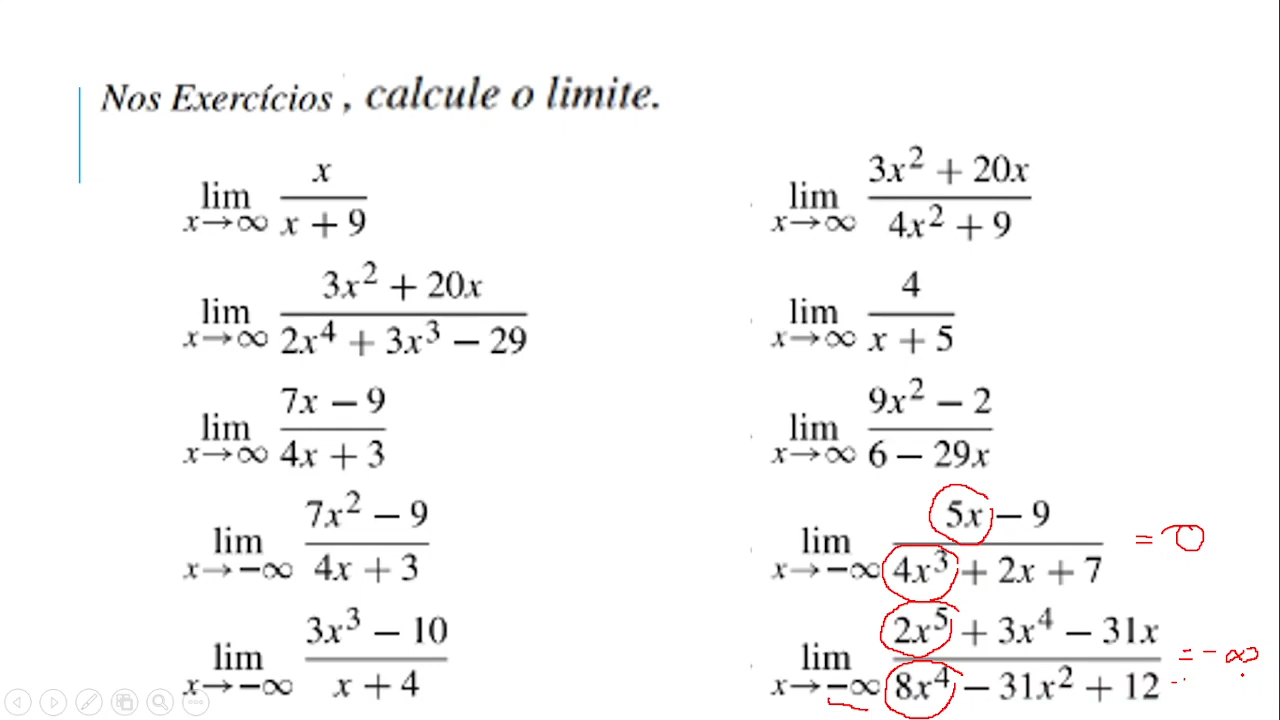 Nos Exercícios , calcule o limite.
lim x→∞ x / (x + 9)
lim x→∞ (3x² + 20x) / (4x² + 9)
lim x→∞ (3x² + 20x) / (2x⁴ + 3x³ − 29)
lim x→∞ 4 / (x + 5)
lim x→∞ (7x − 9) / (4x + 3)
lim x→∞ (9x² − 2) / (6 − 29x)
lim x→−∞ (7x² − 9) / (4x + 3)
lim x→−∞ (5x − 9) / (4x³ + 2x + 7) = 0
lim x→−∞ (3x³ − 10) / (x + 4)
lim x→−∞ (2x⁵ + 3x⁴ − 31x) / (8x⁴ − 31x² + 12) = −∞